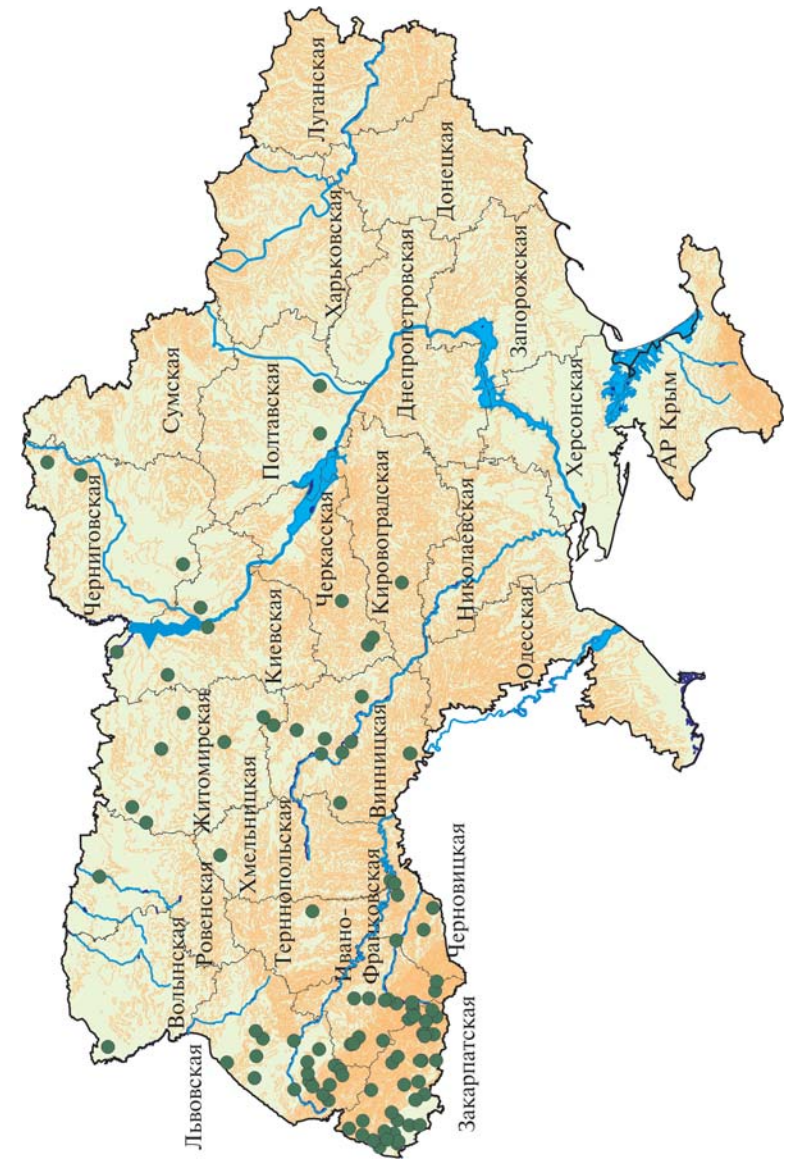 Львовская
Волынская
Ровенская
Житомирская
Черниговская
Сумская
Киевская
Хмельницкая
Терннопольская
Закарпатская
Ивано-
Франковская
Черновицкая
Винницкая
Черкасская
Полтавская
Харьковская
Луганская
Кировоградская
Днепропетровская
Донецкая
Одесская
Николаевская
Херсонская
Запорожская
АР Крым